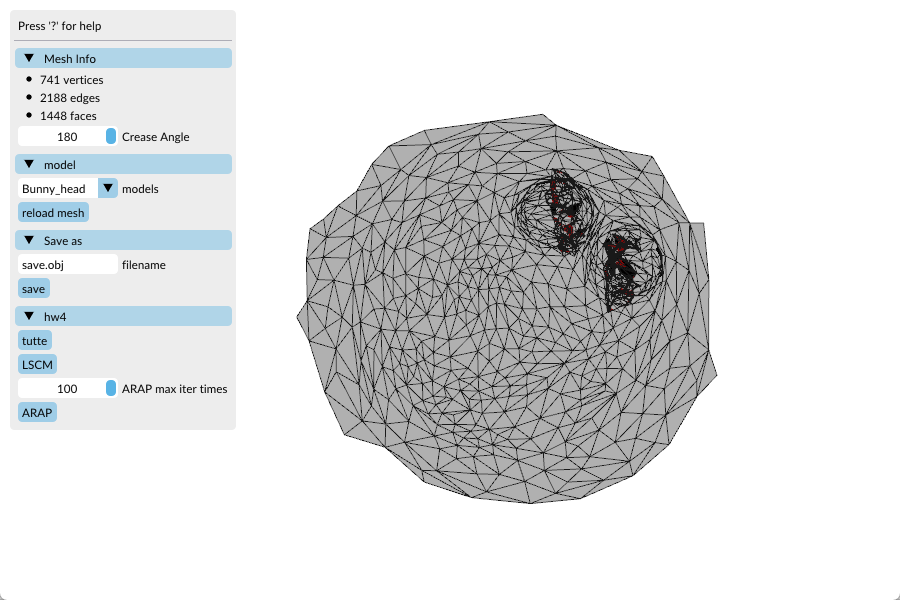 Press '?' for help
Mesh Info
741 vertices
2188 edges
1448 faces
180 Crease Angle
model
Bunny_head models
reload mesh
Save as
save.obj filename
save
hw4
tutte
LSCM
100 ARAP max iter times
ARAP